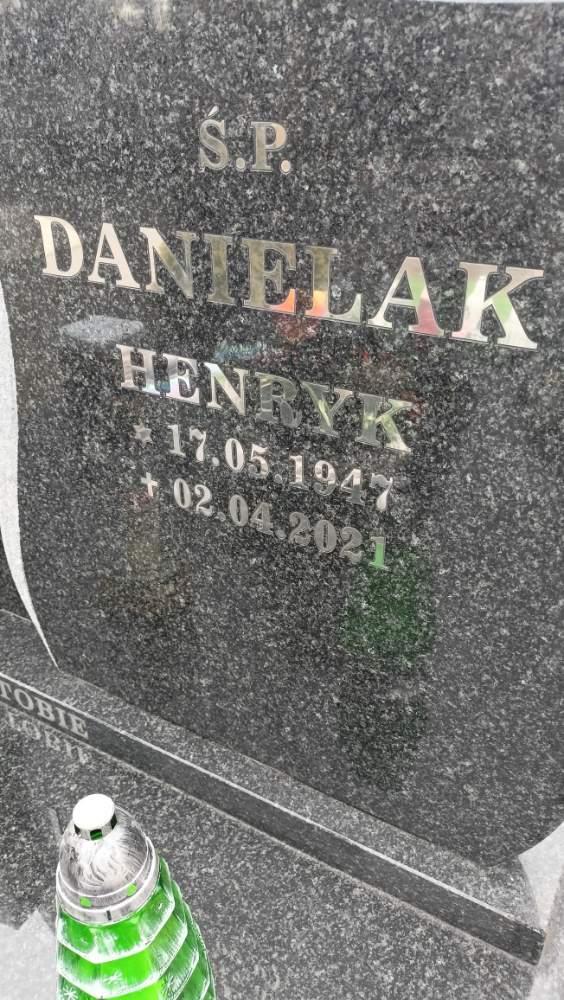 Ś.P.
DANIELAK
HENRYK
* 17.05.1947
✝ 02.04.2021
TOBIE